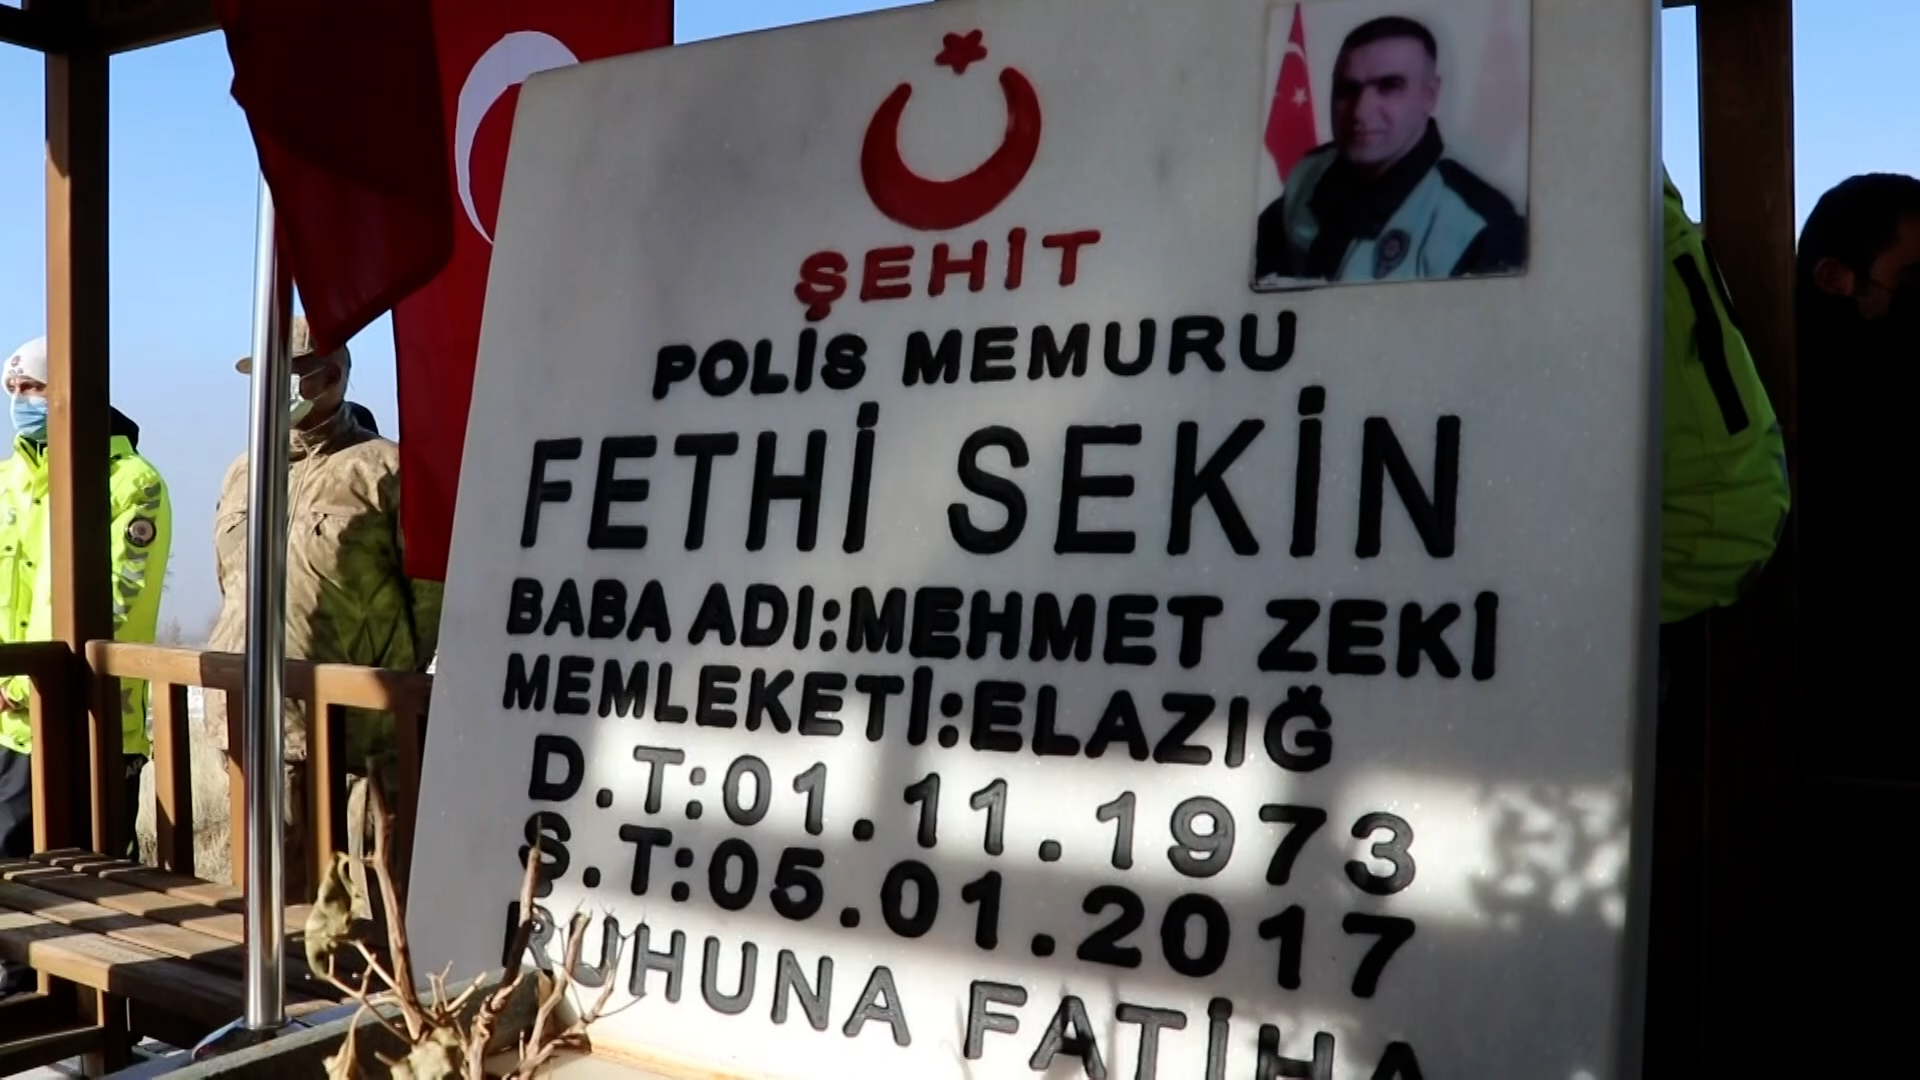 ŞEHİT
POLİS MEMURU
FETHİ SEKİN
BABA ADI:MEHMET ZEKİ
MEMLEKETİ:ELAZIĞ
D.T:01.11.1973
Ş.T:05.01.2017
RUHUNA FATİHA